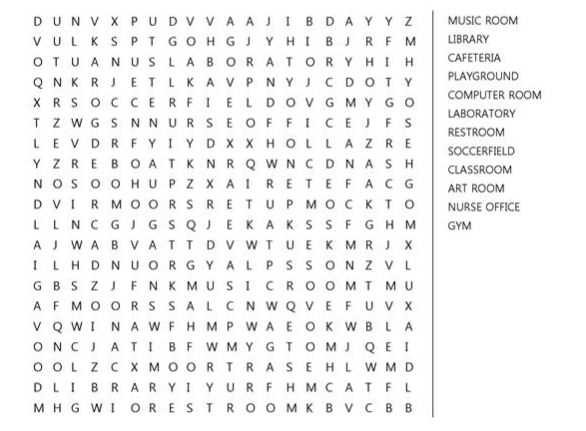 D U N V X P U D V V A A J I B D A Y Y Z
V U L K S P T G O H G J Y H I B J R F M
O T U A N U S L A B O R A T O R Y H I H
Q N K R J E T L K A V P N Y J C D O T Y
X R S O C C E R F I E L D O V G M Y G O
T Z W G S N N U R S E O F F I C E J F S
L E V D R F Y I Y D X X H O L L A Z R E
Y Z R E B O A T K N R Q W N C D N A S H
N O S O O H U P Z X A I R E T E F A C G
D V I R M O O R S R E T U P M O C K T O
L L N C G J G S Q J E K A K S S F G H M
A J W A B V A T T D V W T U E K M R J X
I L H D N U O R G Y A L P S S O N Z V L
G B S Z J F N K M U S I C R O O M T M U
A F M O O R S S A L C N W Q V E F U V X
V Q W I N A W F H M P W A E O K W B L A
O N C J A T I B F W M Y G T O M J Q E I
O O L Z C X M O O R T R A S E H L W M D
D L I B R A R Y I Y U R F H M C A T F L
M H G W I O R E S T R O O M K B V C B B
MUSIC ROOM
LIBRARY
CAFETERIA
PLAYGROUND
COMPUTER ROOM
LABORATORY
RESTROOM
SOCCERFIELD
CLASSROOM
ART ROOM
NURSE OFFICE
GYM